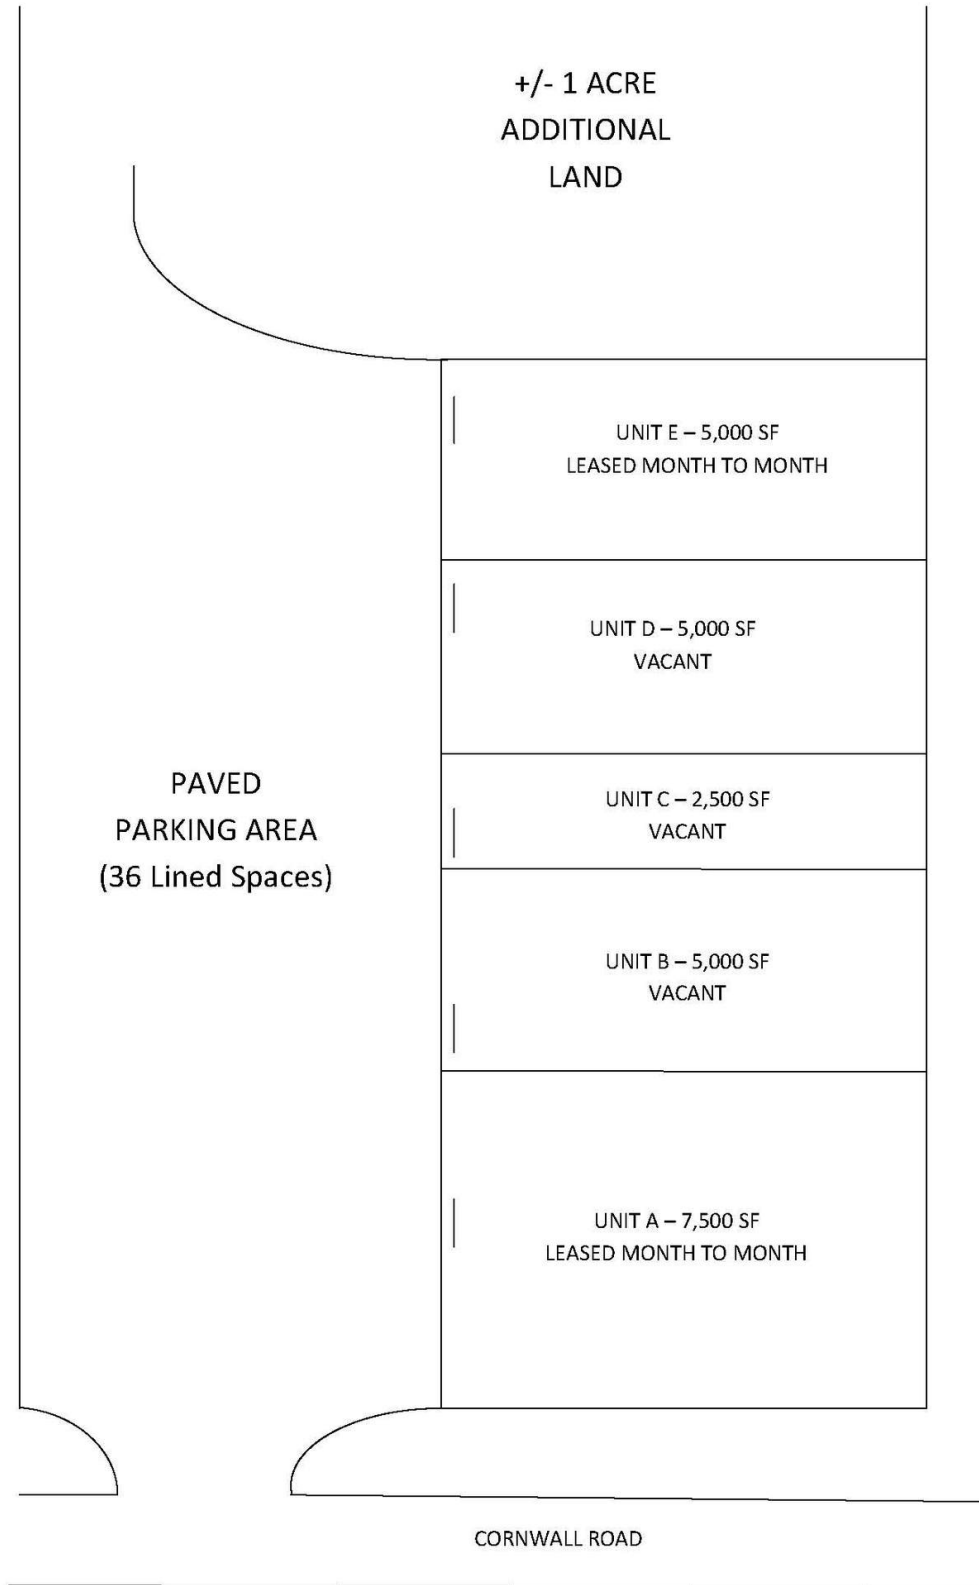 +/- 1 ACRE
ADDITIONAL
LAND
UNIT E – 5,000 SF
LEASED MONTH TO MONTH
UNIT D – 5,000 SF
VACANT
UNIT C – 2,500 SF
VACANT
PAVED
PARKING AREA
(36 Lined Spaces)
UNIT B – 5,000 SF
VACANT
UNIT A – 7,500 SF
LEASED MONTH TO MONTH
CORNWALL ROAD